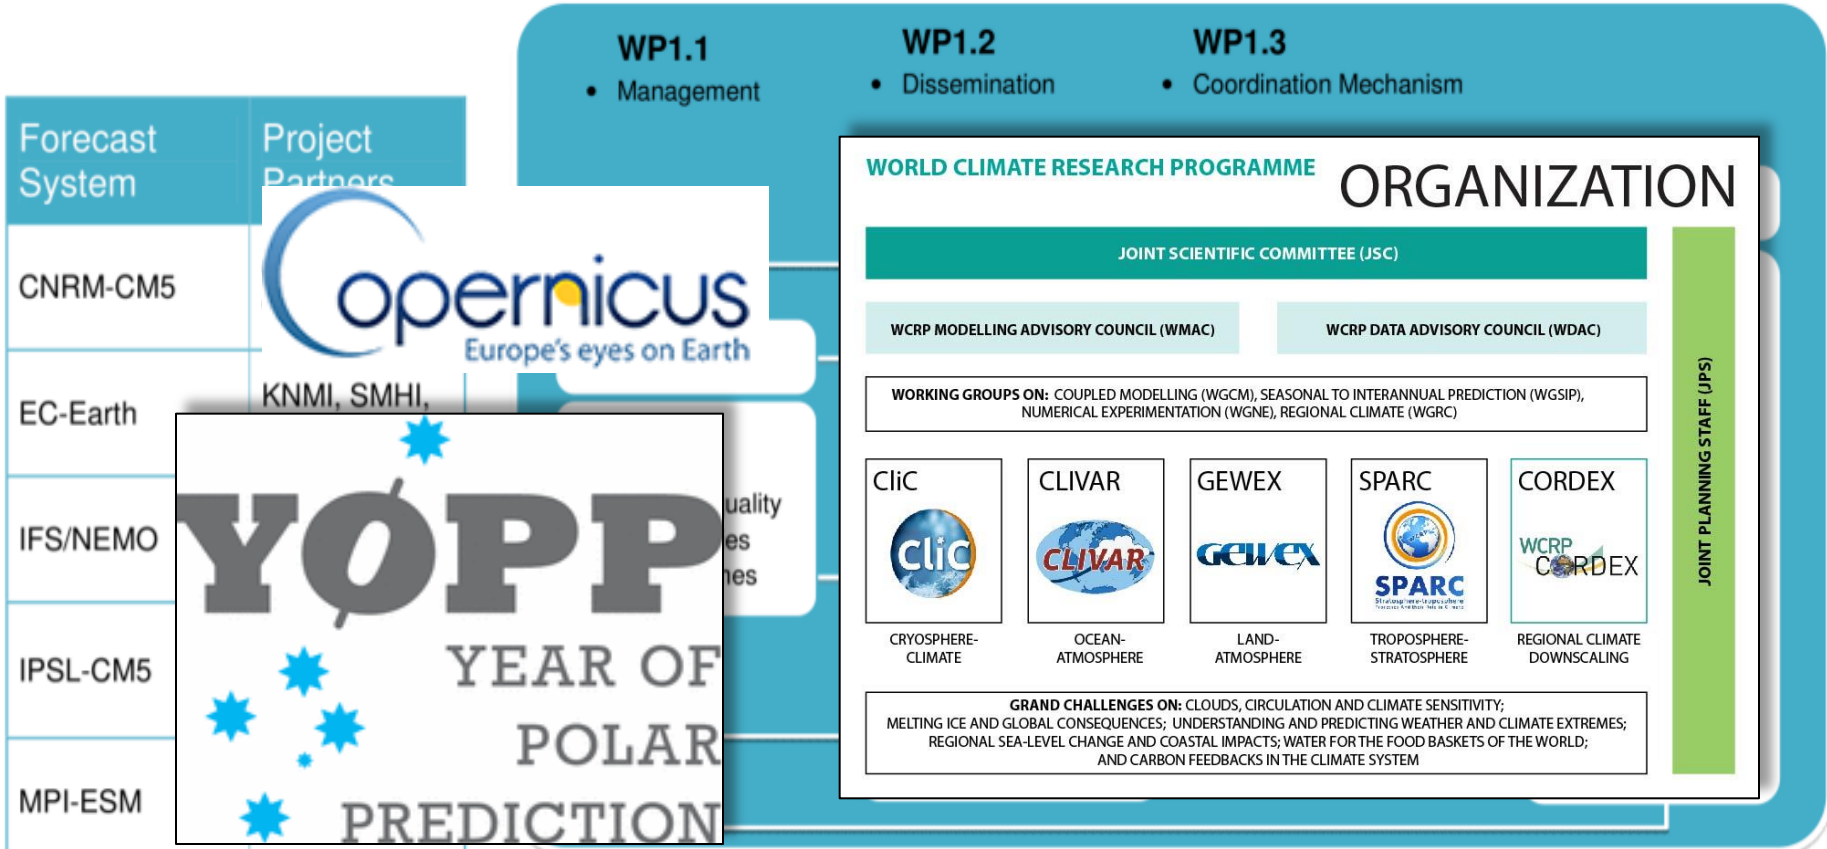 WP1.1
• Management
WP1.2
• Dissemination
WP1.3
• Coordination Mechanism
Forecast
System
Project
Partners
CNRM-CM5
EC-Earth
KNMI, SMHI,
IFS/NEMO
IPSL-CM5
MPI-ESM
Copernicus
Europe's eyes on Earth
YØPP
YEAR OF
POLAR
PREDICTION
WORLD CLIMATE RESEARCH PROGRAMME
ORGANIZATION
JOINT SCIENTIFIC COMMITTEE (JSC)
WCRP MODELLING ADVISORY COUNCIL (WMAC)
WCRP DATA ADVISORY COUNCIL (WDAC)
WORKING GROUPS ON: COUPLED MODELLING (WGCM), SEASONAL TO INTERANNUAL PREDICTION (WGSIP),
NUMERICAL EXPERIMENTATION (WGNE), REGIONAL CLIMATE (WGRC)
CliC
CliC
CRYOSPHERE-
CLIMATE
CLIVAR
CLIVAR
OCEAN-
ATMOSPHERE
GEWEX
GEWEX
LAND-
ATMOSPHERE
SPARC
SPARC
TROPOSPHERE-
STRATOSPHERE
CORDEX
WCRP
CORDEX
REGIONAL CLIMATE
DOWNSCALING
GRAND CHALLENGES ON: CLOUDS, CIRCULATION AND CLIMATE SENSITIVITY;
MELTING ICE AND GLOBAL CONSEQUENCES; UNDERSTANDING AND PREDICTING WEATHER AND CLIMATE EXTREMES;
REGIONAL SEA-LEVEL CHANGE AND COASTAL IMPACTS; WATER FOR THE FOOD BASKETS OF THE WORLD;
AND CARBON FEEDBACKS IN THE CLIMATE SYSTEM
JOINT PLANNING STAFF (JPS)